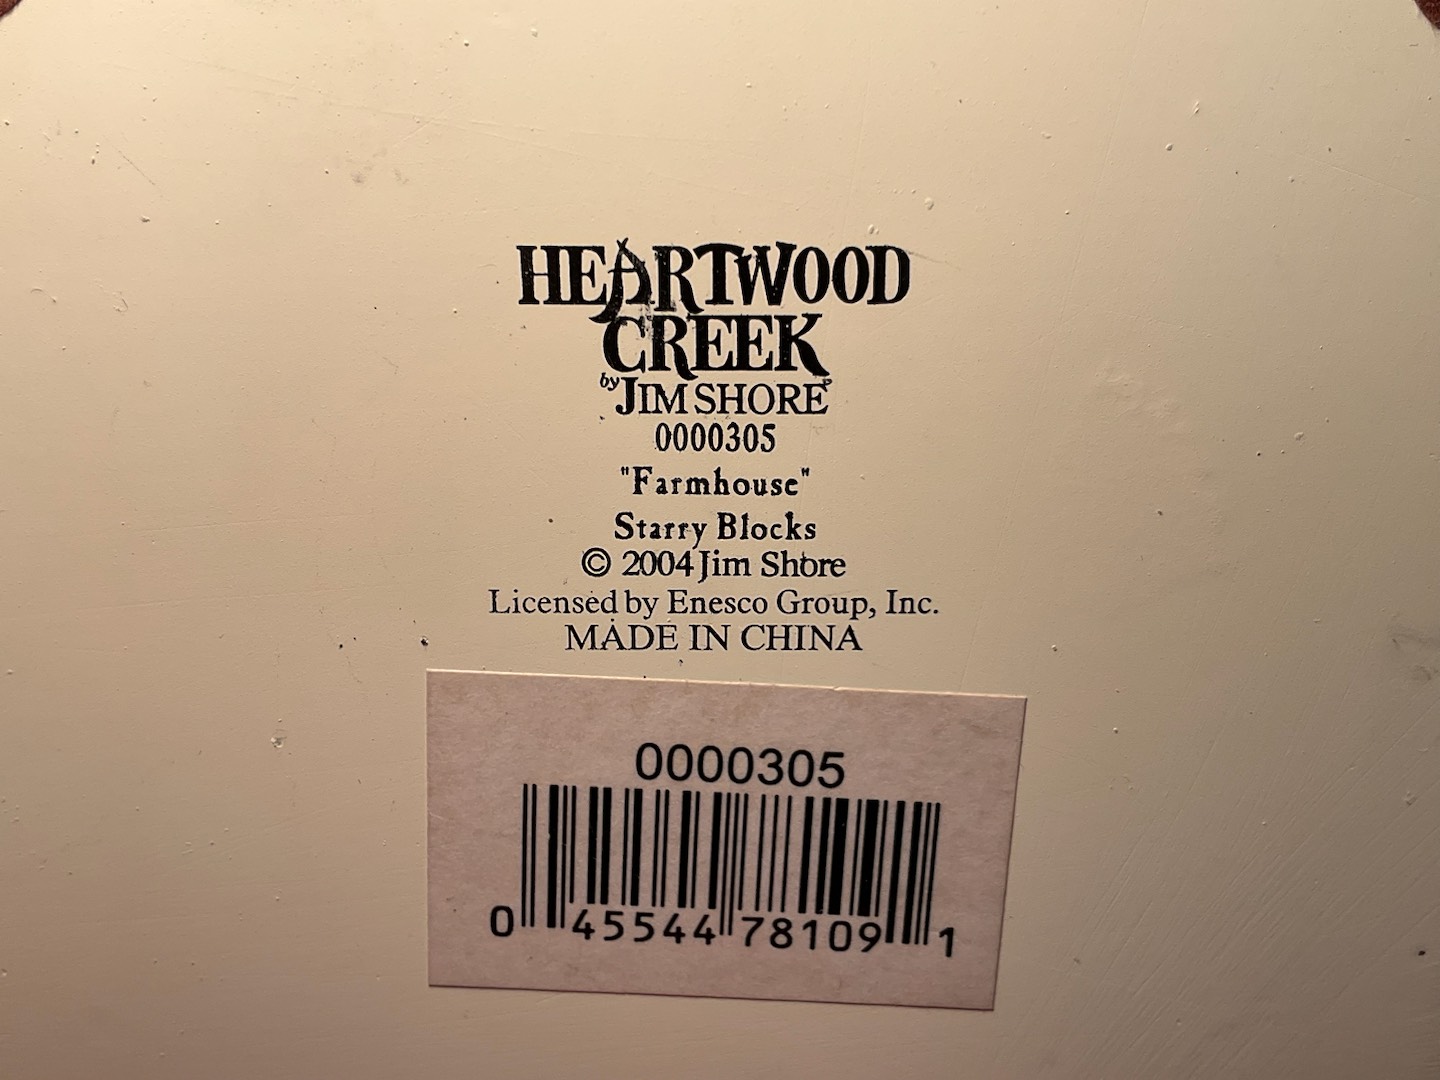 HEARTWOOD
CREEK
by JIM SHORE
0000305
"Farmhouse"
Starry Blocks
© 2004 Jim Shore
Licensed by Enesco Group, Inc.
MADE IN CHINA
0000305
0 45544 78109 1